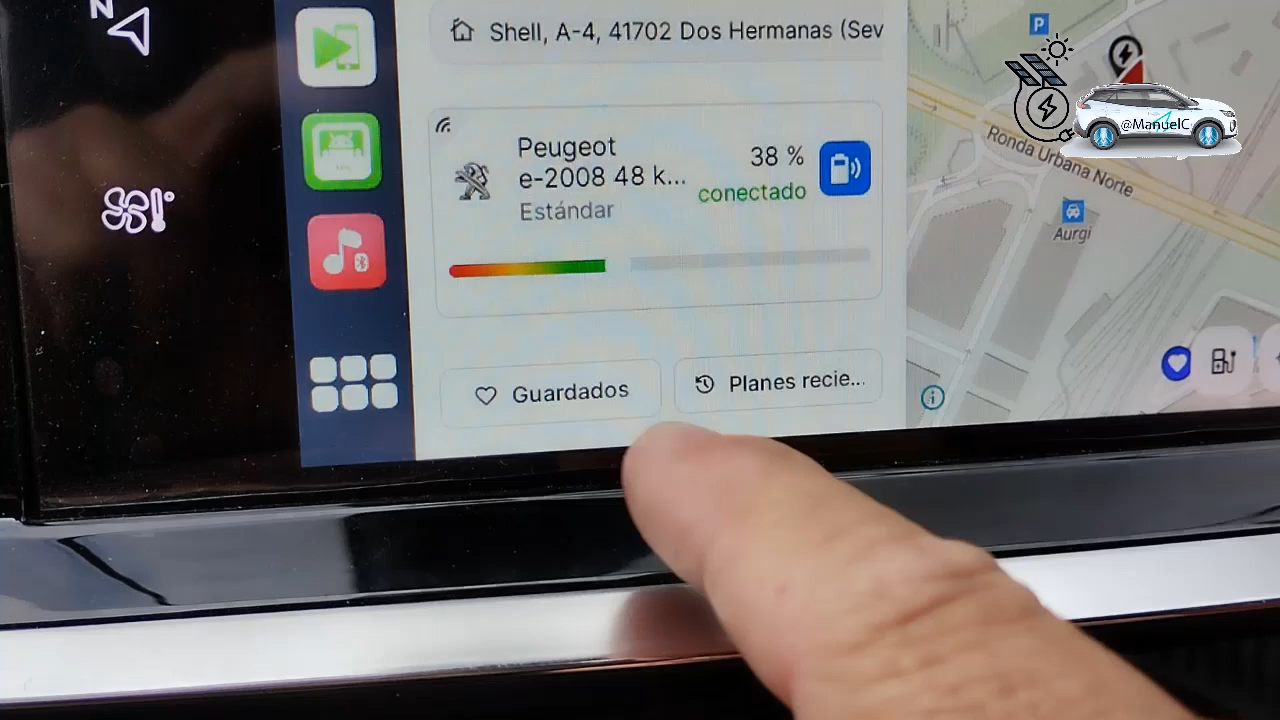 N
Shell, A-4, 41702 Dos Hermanas (Sev
Peugeot
e-2008 48 k...
Estándar
38 %
conectado
Guardados
Planes recie...
P
@ManuelC
Ronda Urbana Norte
Aurgi